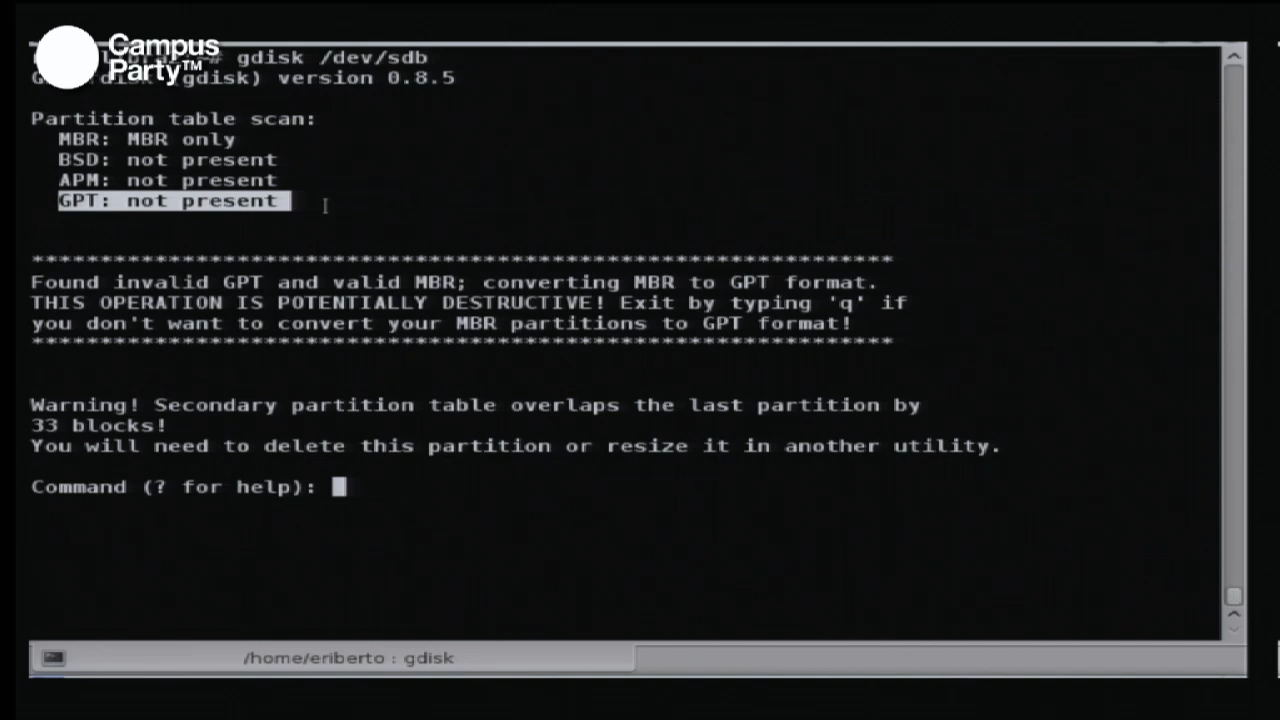 Campus
Party™
# gdisk /dev/sdb
(gdisk) version 0.8.5
Partition table scan:
MBR: MBR only
BSD: not present
APM: not present
GPT: not present
***************************************************************
Found invalid GPT and valid MBR; converting MBR to GPT format.
THIS OPERATION IS POTENTIALLY DESTRUCTIVE! Exit by typing 'q' if
you don't want to convert your MBR partitions to GPT format!
***************************************************************
Warning! Secondary partition table overlaps the last partition by
33 blocks!
You will need to delete this partition or resize it in another utility.
Command (? for help):
/home/eriberto : gdisk